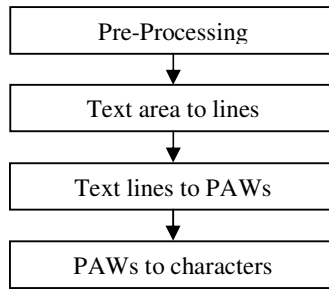 Pre-Processing
Text area to lines
Text lines to PAWs
PAWs to characters